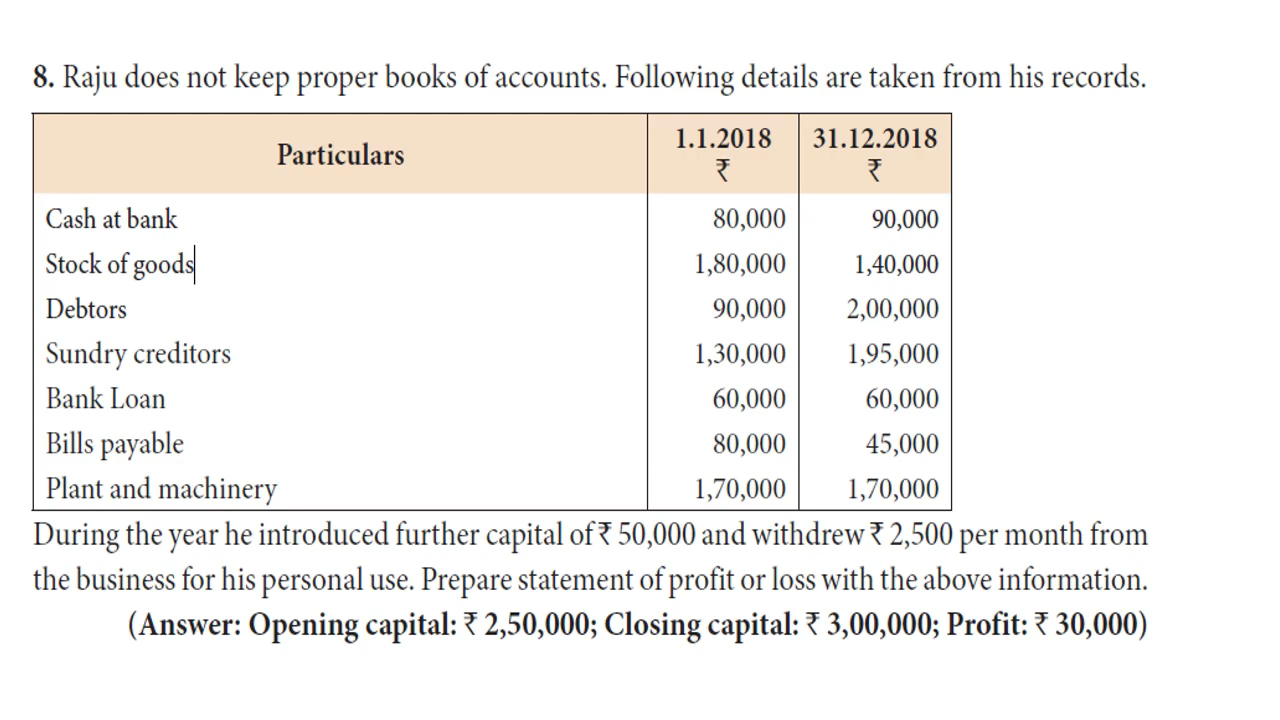 8. Raju does not keep proper books of accounts. Following details are taken from his records.
Particulars 1.1.2018 ₹ 31.12.2018 ₹
Cash at bank 80,000 90,000
Stock of goods 1,80,000 1,40,000
Debtors 90,000 2,00,000
Sundry creditors 1,30,000 1,95,000
Bank Loan 60,000 60,000
Bills payable 80,000 45,000
Plant and machinery 1,70,000 1,70,000
During the year he introduced further capital of ₹ 50,000 and withdrew ₹ 2,500 per month from
the business for his personal use. Prepare statement of profit or loss with the above information.
(Answer: Opening capital: ₹ 2,50,000; Closing capital: ₹ 3,00,000; Profit: ₹ 30,000)